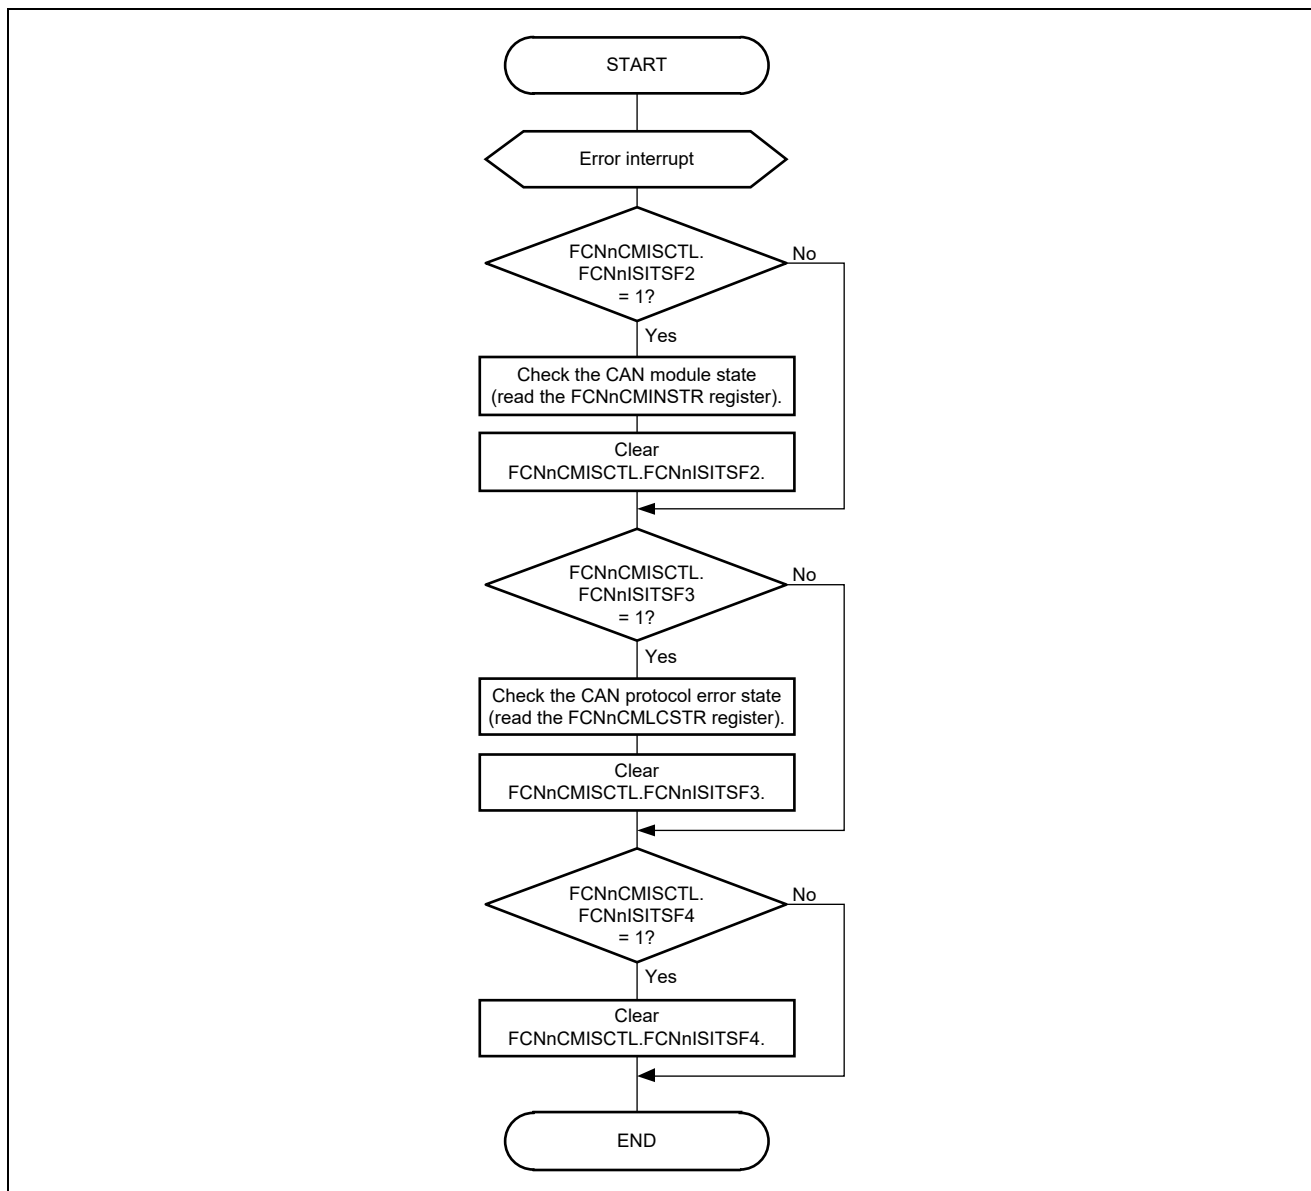 START
Error interrupt
FCNnCMISCTL.
FCNnISITSF2
= 1?
No
Yes
Check the CAN module state
(read the FCNnCMINSTR register).
Clear
FCNnCMISCTL.FCNnISITSF2.
FCNnCMISCTL.
FCNnISITSF3
= 1?
No
Yes
Check the CAN protocol error state
(read the FCNnCMLCSTR register).
Clear
FCNnCMISCTL.FCNnISITSF3.
FCNnCMISCTL.
FCNnISITSF4
= 1?
No
Yes
Clear
FCNnCMISCTL.FCNnISITSF4.
END